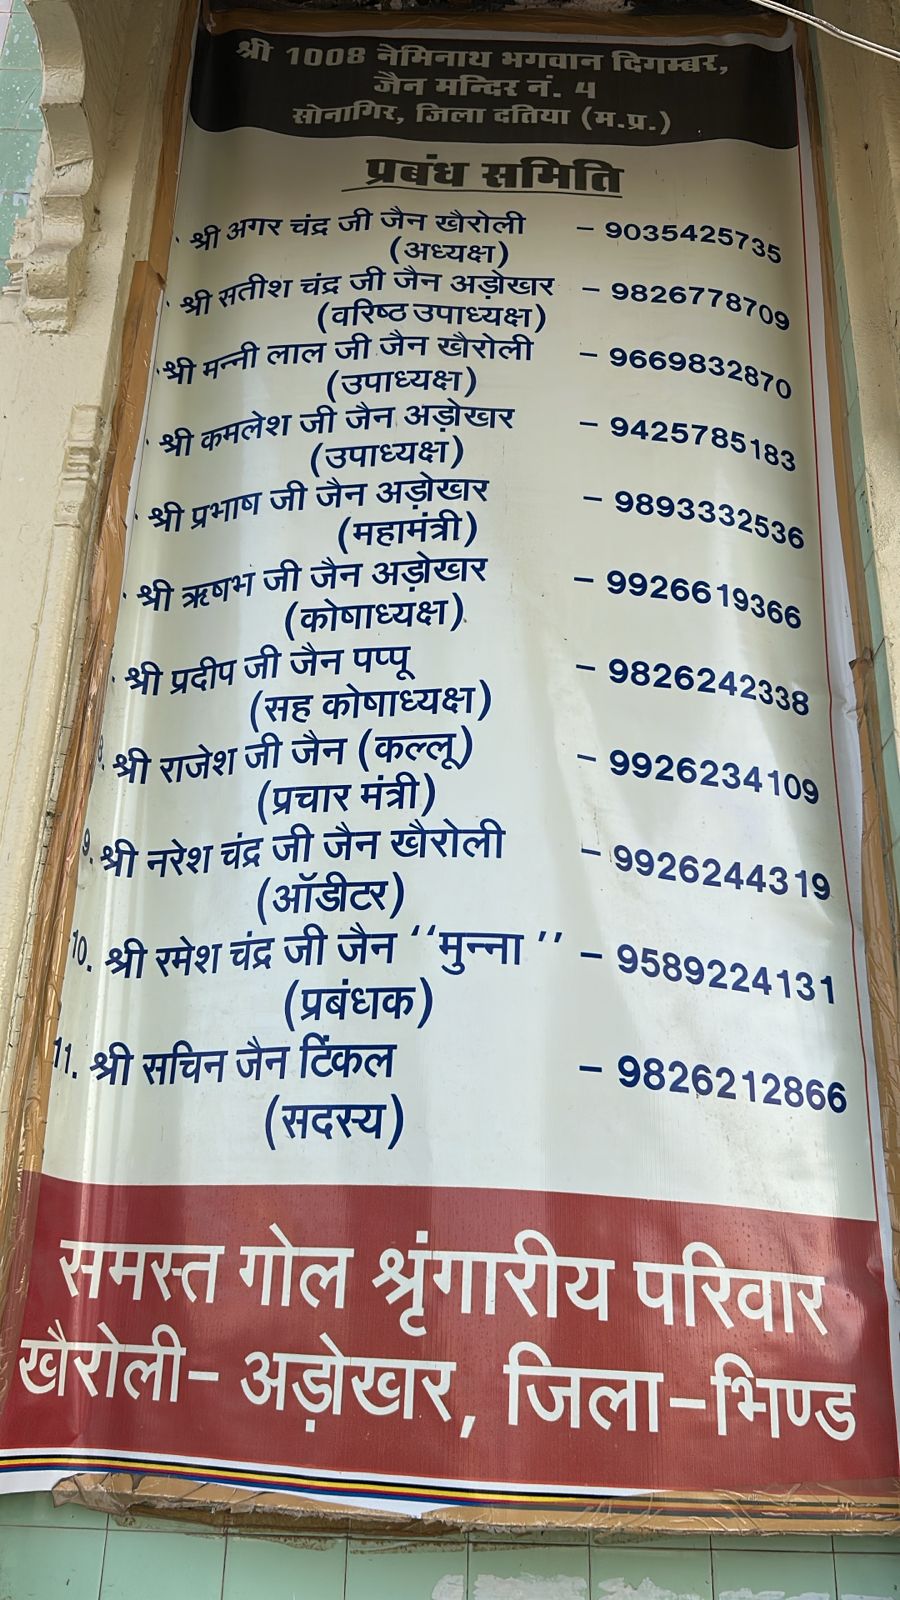 श्री 1008 नेमिनाथ भगवान दिगम्बर,
जैन मन्दिर नं. 4
सोनागिर, जिला दतिया (म.प्र.)
प्रबंध समिति
श्री अगर चंद्र जी जैन खैरोली - 9035425735
(अध्यक्ष)
श्री सतीश चंद्र जी जैन अड़ोखर - 9826778709
(वरिष्ठ उपाध्यक्ष)
श्री मन्नी लाल जी जैन खैरोली - 9669832870
(उपाध्यक्ष)
श्री कमलेश जी जैन अड़ोखर - 9425785183
(उपाध्यक्ष)
श्री प्रभाष जी जैन अड़ोखर - 9893332536
(महामंत्री)
श्री ऋषभ जी जैन अड़ोखर - 9926619366
(कोषाध्यक्ष)
श्री प्रदीप जी जैन पप्पू - 9826242338
(सह कोषाध्यक्ष)
8. श्री राजेश जी जैन (कल्लू) - 9926234109
(प्रचार मंत्री)
9. श्री नरेश चंद्र जी जैन खैरोली - 9926244319
(ऑडीटर)
10. श्री रमेश चंद्र जी जैन ‘‘मुन्ना ’’ - 9589224131
(प्रबंधक)
11. श्री सचिन जैन टिंकल - 9826212866
(सदस्य)
समस्त गोल श्रृंगारीय परिवार
खैरोली- अड़ोखर, जिला-भिण्ड